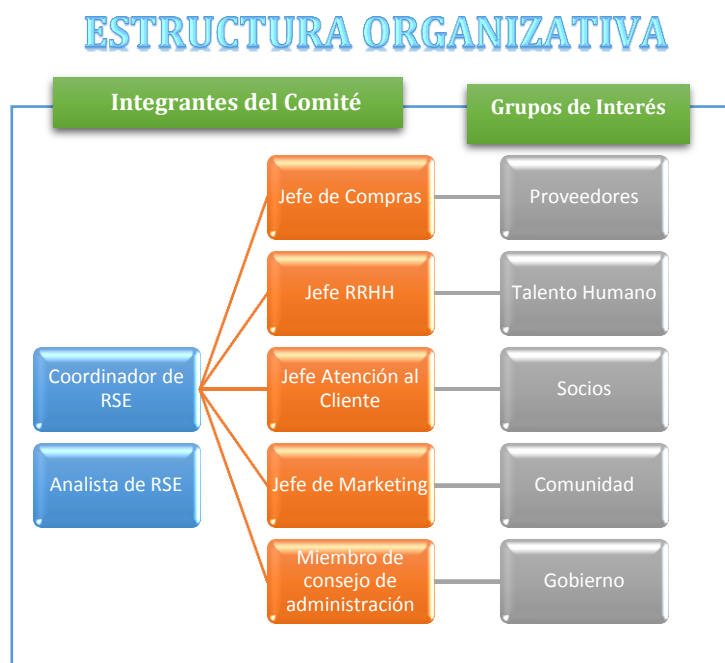 ESTRUCTURA ORGANIZATIVA
Integrantes del Comité
Grupos de Interés
Jefe de Compras
Proveedores
Jefe RRHH
Talento Humano
Coordinador de
RSE
Jefe Atención al
Cliente
Socios
Analista de RSE
Jefe de Marketing
Comunidad
Miembro de
consejo de
administración
Gobierno